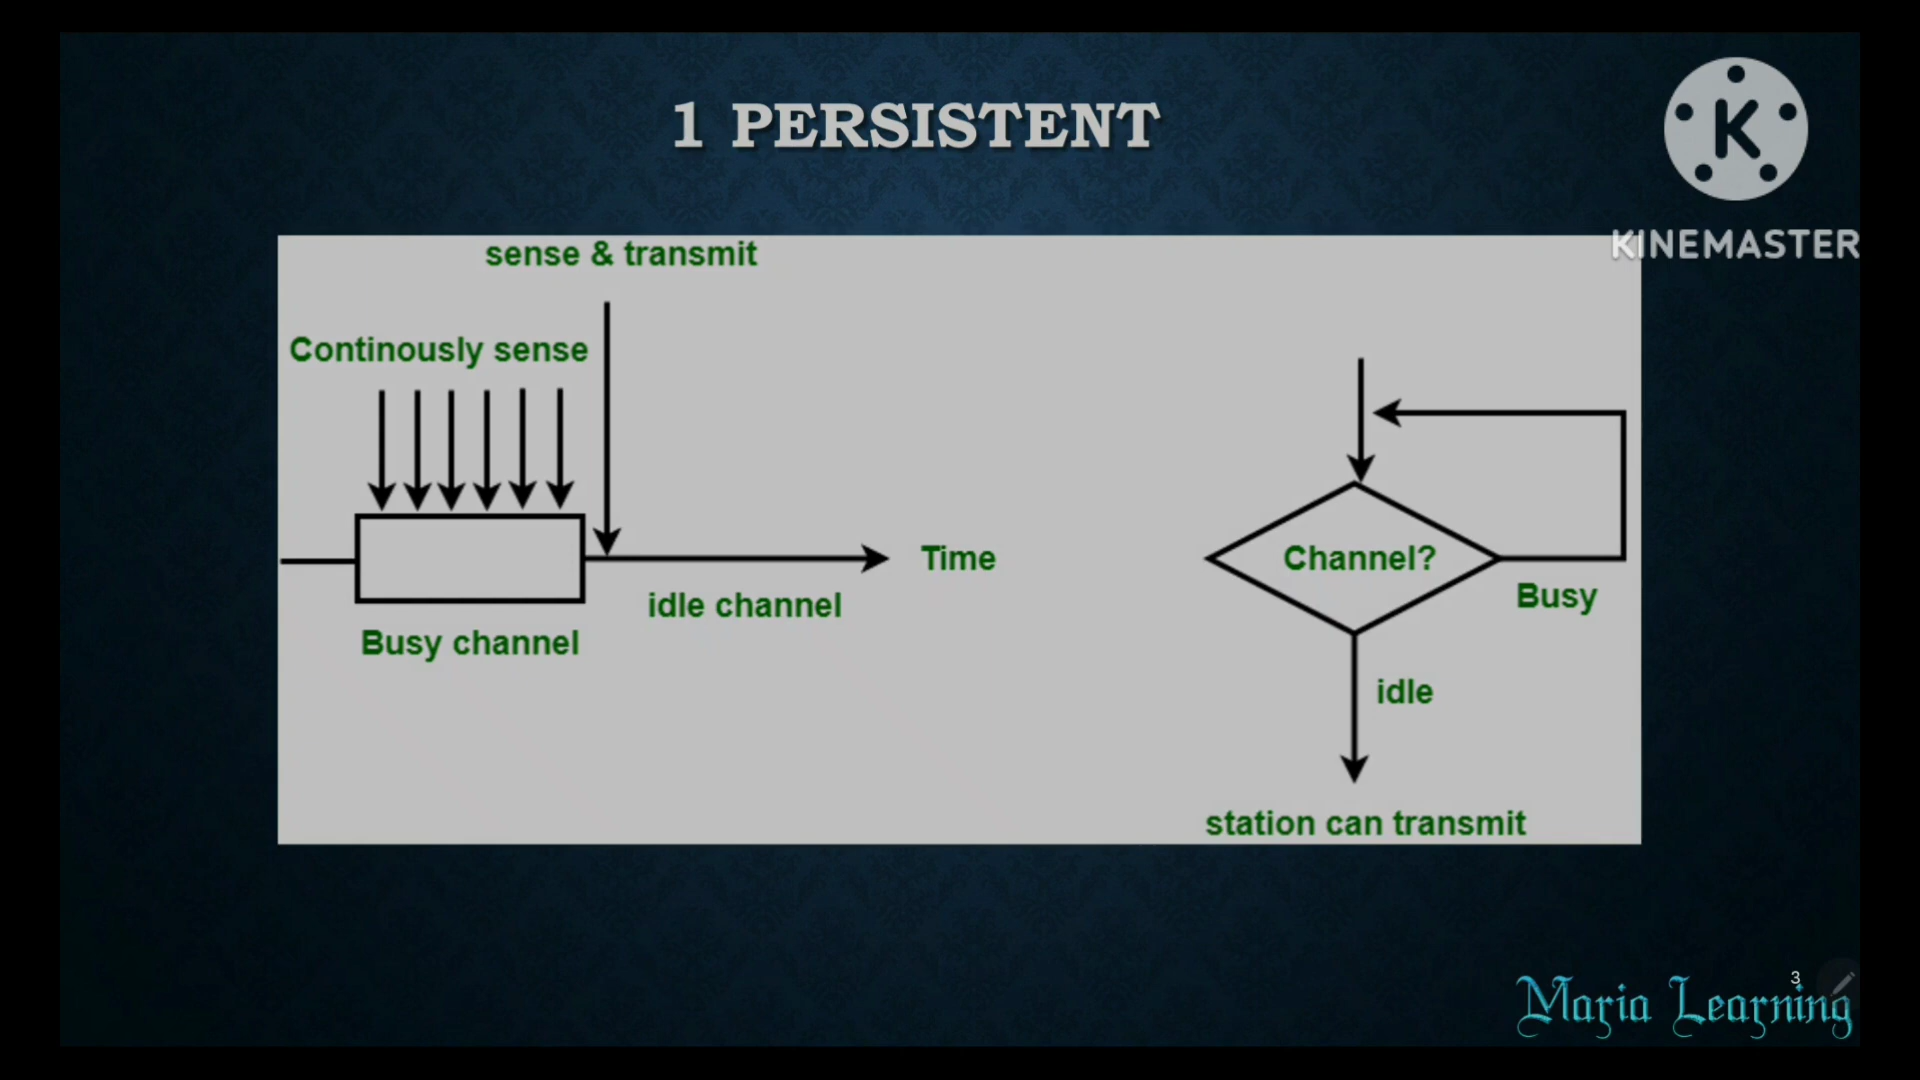 1 PERSISTENT
K
KINEMASTER
sense & transmit
Continously sense
Time
idle channel
Busy channel
Channel?
Busy
idle
station can transmit
3
Maria Learning